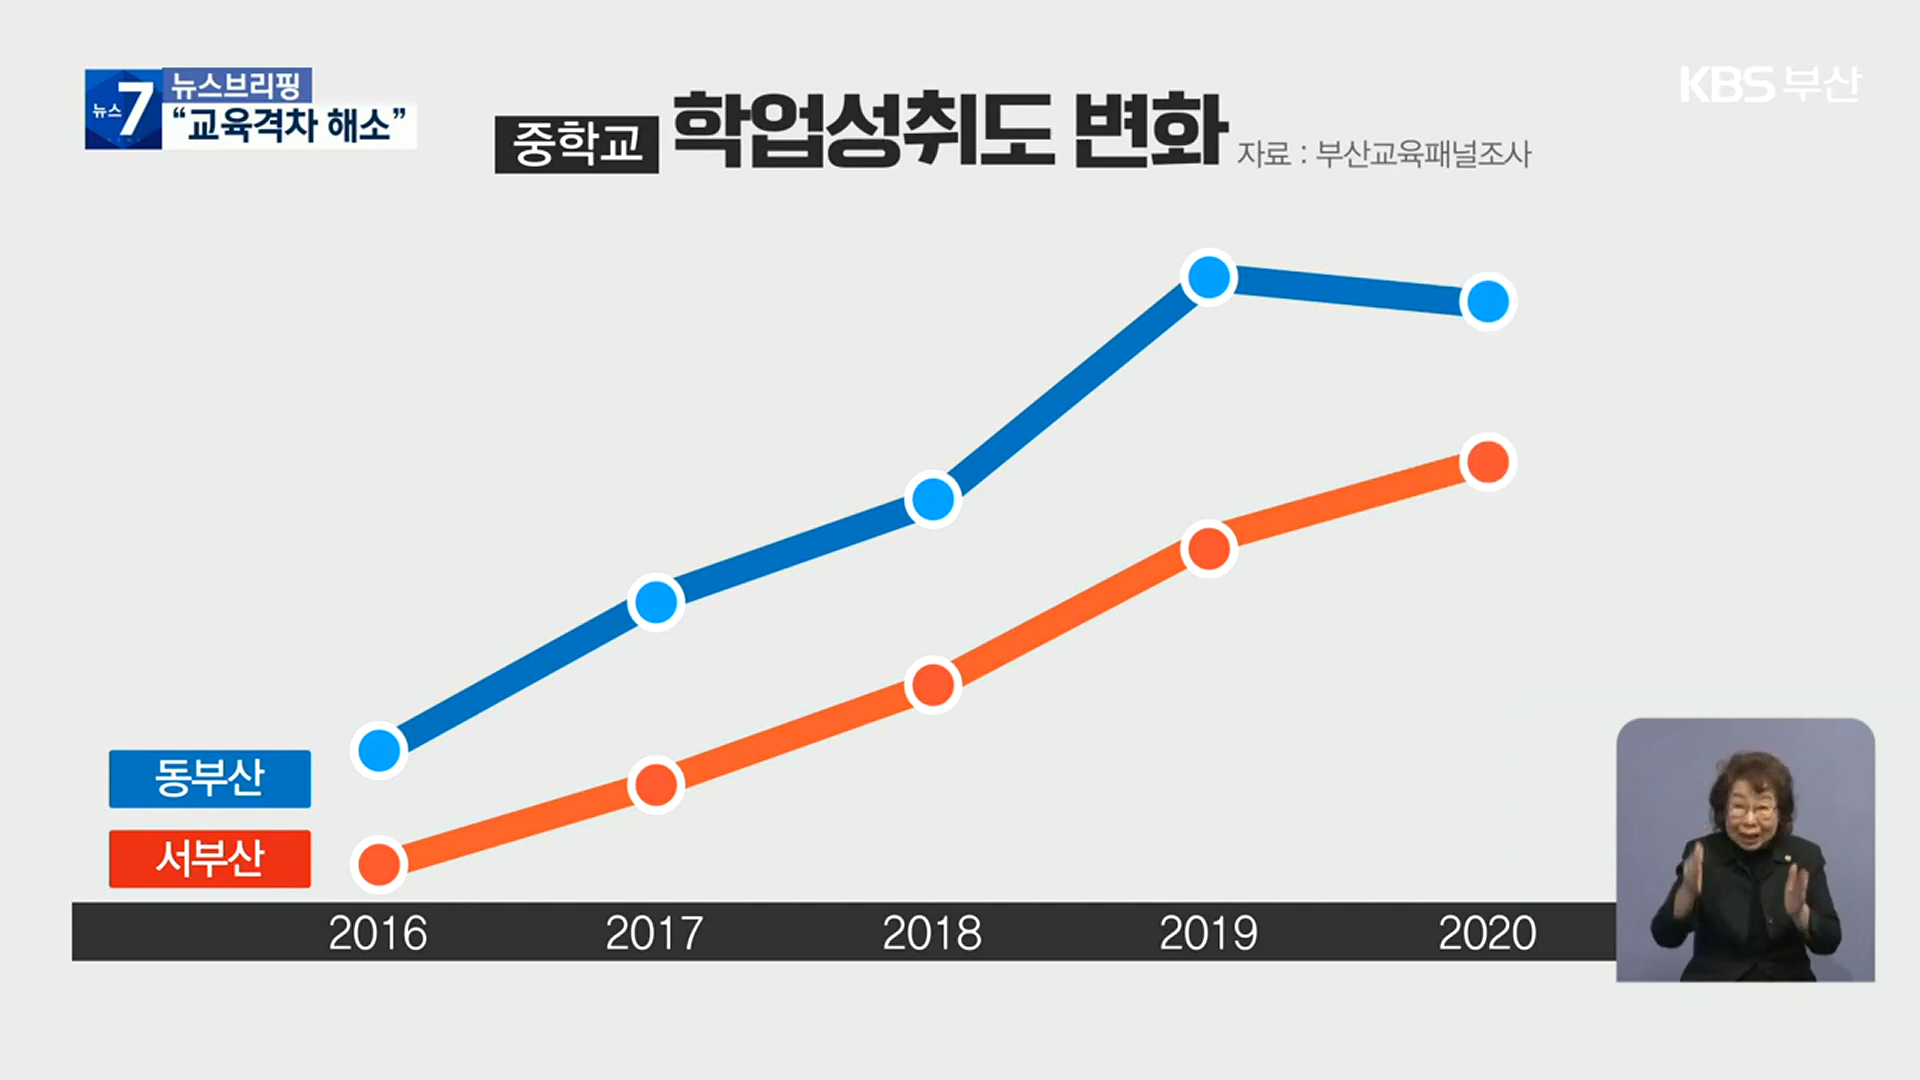 뉴스7
뉴스브리핑
“교육격차 해소”
KBS 부산
중학교 학업성취도 변화
자료 : 부산교육패널조사
동부산
서부산
2016 2017 2018 2019 2020